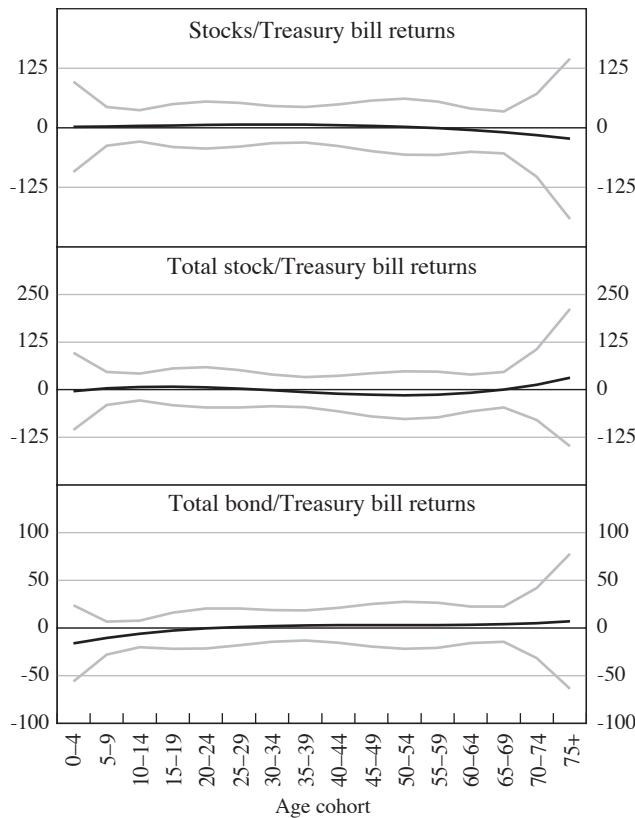 Stocks/Treasury bill returns
125 125
0 0
-125 -125
Total stock/Treasury bill returns
250 250
125 125
0 0
-125 -125
Total bond/Treasury bill returns
100 100
50 50
0 0
-50 -50
-100 -100
0–4 5–9 10–14 15–19 20–24 25–29 30–34 35–39 40–44 45–49 50–54 55–59 60–64 65–69 70–74 75+
Age cohort